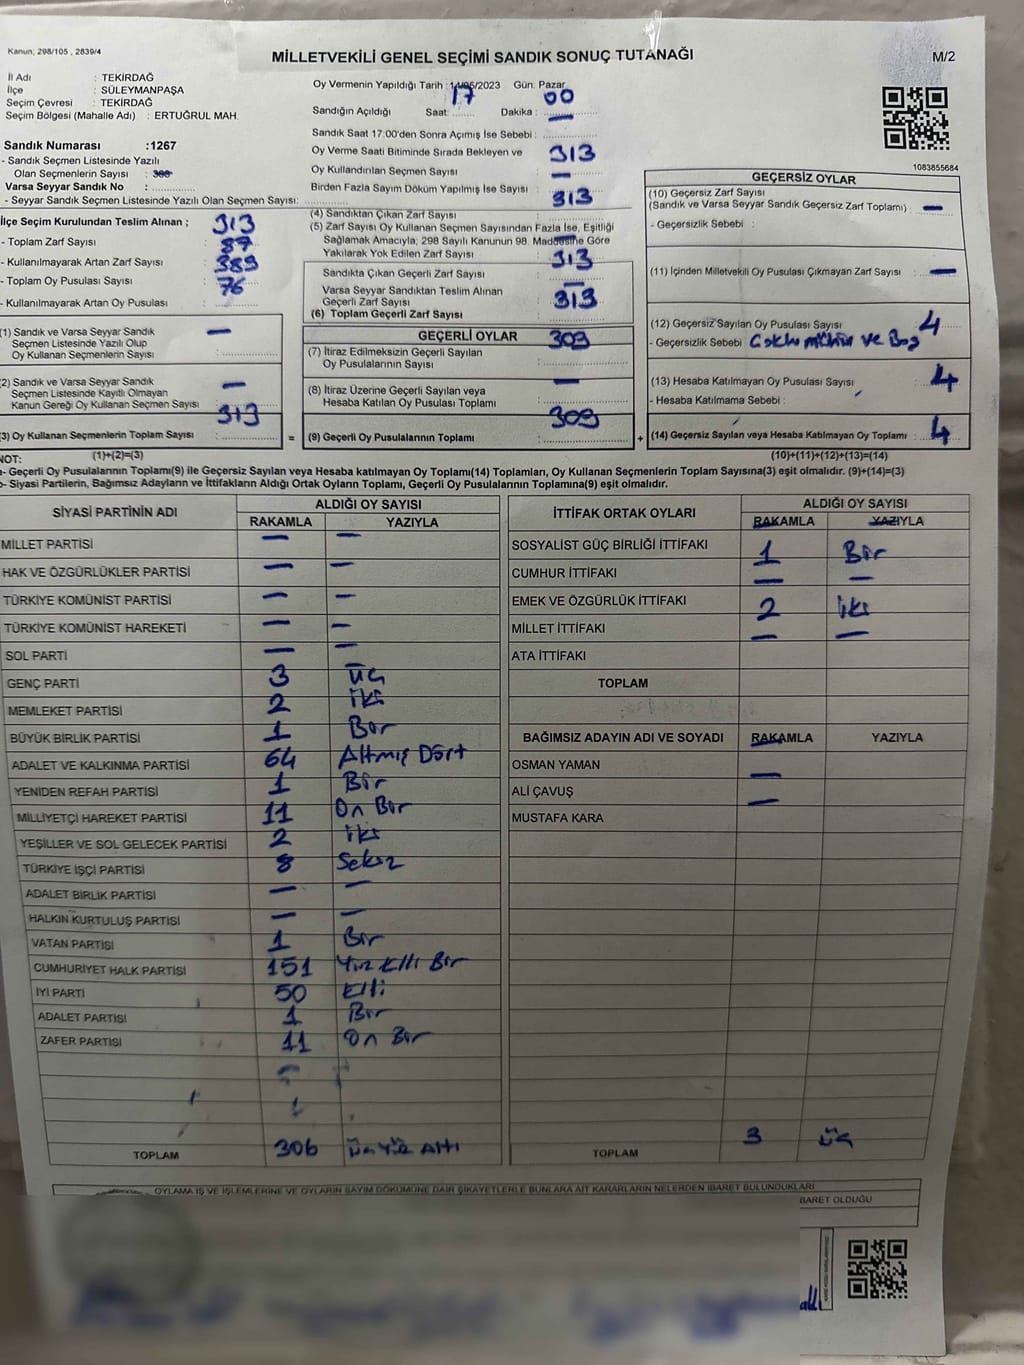 Kanun; 298/105 , 2839/4
MİLLETVEKİLİ GENEL SEÇİMİ SANDIK SONUÇ TUTANAĞI
M/2
İl Adı : TEKİRDAĞ
İlçe : SÜLEYMANPAŞA
Seçim Çevresi : TEKİRDAĞ
Seçim Bölgesi (Mahalle Adı) : ERTUĞRUL MAH.
Sandık Numarası :1267
- Sandık Seçmen Listesinde Yazılı
Olan Seçmenlerin Sayısı :
Varsa Seyyar Sandık No :
- Seyyar Sandık Seçmen Listesinde Yazılı Olan Seçmen Sayısı:
Oy Vermenin Yapıldığı Tarih : 14/05/2023 Gün: Pazar
Sandığın Açıldığı Saat: 17 Dakika : 00
Sandık Saat 17:00'den Sonra Açımış İse Sebebi : —
Oy Verme Saati Bitiminde Sırada Bekleyen ve
Oy Kullandırılan Seçmen Sayısı : 313
Birden Fazla Sayım Döküm Yapılmış İse Sayısı : —
(4) Sandıktan Çıkan Zarf Sayısı : 313
(5) Zarf Sayısı Oy Kullanan Seçmen Sayısından Fazla İse, Eşitliği
Sağlamak Amacıyla; 298 Sayılı Kanunun 98. Maddesine Göre
Yakılarak Yok Edilen Zarf Sayısı : —
Sandıkta Çıkan Geçerli Zarf Sayısı : 313
Varsa Seyyar Sandıktan Teslim Alınan
Geçerli Zarf Sayısı : —
(6) Toplam Geçerli Zarf Sayısı : 313
1083855684
İlçe Seçim Kurulundan Teslim Alınan ;
- Toplam Zarf Sayısı : 313
- Kullanılmayarak Artan Zarf Sayısı : 87
- Toplam Oy Pusulası Sayısı : 389
- Kullanılmayarak Artan Oy Pusulası : 76
(1) Sandık ve Varsa Seyyar Sandık
Seçmen Listesinde Yazılı Olup
Oy Kullanan Seçmenlerin Sayısı : —
(2) Sandık ve Varsa Seyyar Sandık
Seçmen Listesinde Kayıtlı Olmayan
Kanun Gereği Oy Kullanan Seçmen Sayısı : —
(3) Oy Kullanan Seçmenlerin Toplam Sayısı : 313
GEÇERLİ OYLAR
(7) İtiraz Edilmeksizin Geçerli Sayılan
Oy Pusulalarının Sayısı : 309
(8) İtiraz Üzerine Geçerli Sayılan veya
Hesaba Katılan Oy Pusulası Toplamı : —
= (9) Geçerli Oy Pusulalarının Toplamı : 309
GEÇERSİZ OYLAR
(10) Geçersiz Zarf Sayısı
(Sandık ve Varsa Seyyar Sandık Geçersiz Zarf Toplamı) : —
- Geçersizlik Sebebi :
(11) İçinden Milletvekili Oy Pusulası Çıkmayan Zarf Sayısı : —
(12) Geçersiz Sayılan Oy Pusulası Sayısı : 4
- Geçersizlik Sebebi : Çoklu mühür ve Boş
(13) Hesaba Katılmayan Oy Pusulası Sayısı : 4
- Hesaba Katılmama Sebebi :
+ (14) Geçersiz Sayılan veya Hesaba Katılmayan Oy Toplamı : 4
NOT: (1)+(2)=(3) (10)+(11)+(12)+(13)=(14)
a- Geçerli Oy Pusulalarının Toplamı(9) ile Geçersiz Sayılan veya Hesaba katılmayan Oy Toplamı(14) Toplamları, Oy Kullanan Seçmenlerin Toplam Sayısına(3) eşit olmalıdır. (9)+(14)=(3)
b- Siyasi Partilerin, Bağımsız Adayların ve İttifakların Aldığı Ortak Oyların Toplamı, Geçerli Oy Pusulalarının Toplamına(9) eşit olmalıdır.
SİYASİ PARTİNİN ADI ALDIĞI OY SAYISI
RAKAMLA YAZIYLA
MİLLET PARTİSİ — —
HAK VE ÖZGÜRLÜKLER PARTİSİ — —
TÜRKİYE KOMÜNİST PARTİSİ — —
TÜRKİYE KOMÜNİST HAREKETİ — —
SOL PARTİ — —
GENÇ PARTİ 3 Üç
MEMLEKET PARTİSİ 2 İki
BÜYÜK BİRLİK PARTİSİ 1 Bir
ADALET VE KALKINMA PARTİSİ 64 Altmış Dört
YENİDEN REFAH PARTİSİ 1 Bir
MİLLİYETÇİ HAREKET PARTİSİ 11 On Bir
YEŞİLLER VE SOL GELECEK PARTİSİ 2 İki
TÜRKİYE İŞÇİ PARTİSİ 8 Sekiz
ADALET BİRLİK PARTİSİ — —
HALKIN KURTULUŞ PARTİSİ — —
VATAN PARTİSİ 1 Bir
CUMHURİYET HALK PARTİSİ 151 Yüz Elli Bir
İYİ PARTİ 50 Elli
ADALET PARTİSİ 1 Bir
ZAFER PARTİSİ 11 On Bir
TOPLAM 306 Üç Yüz Altı
İTTİFAK ORTAK OYLARI ALDIĞI OY SAYISI
RAKAMLA YAZIYLA
SOSYALİST GÜÇ BİRLİĞİ İTTİFAKI 1 Bir
CUMHUR İTTİFAKI — —
EMEK VE ÖZGÜRLÜK İTTİFAKI 2 iki
MİLLET İTTİFAKI — —
ATA İTTİFAKI
TOPLAM
BAĞIMSIZ ADAYIN ADI VE SOYADI RAKAMLA YAZIYLA
OSMAN YAMAN —
ALİ ÇAVUŞ —
MUSTAFA KARA
TOPLAM 3 üç
OYLAMA İŞ VE İŞLEMLERİNE VE OYLARIN SAYIM DÖKÜMÜNE DAİR ŞİKAYETLERLE BUNLARA AİT KARARLARIN NELERDEN İBARET BULUNDUKLARI
BARET OLDUĞU